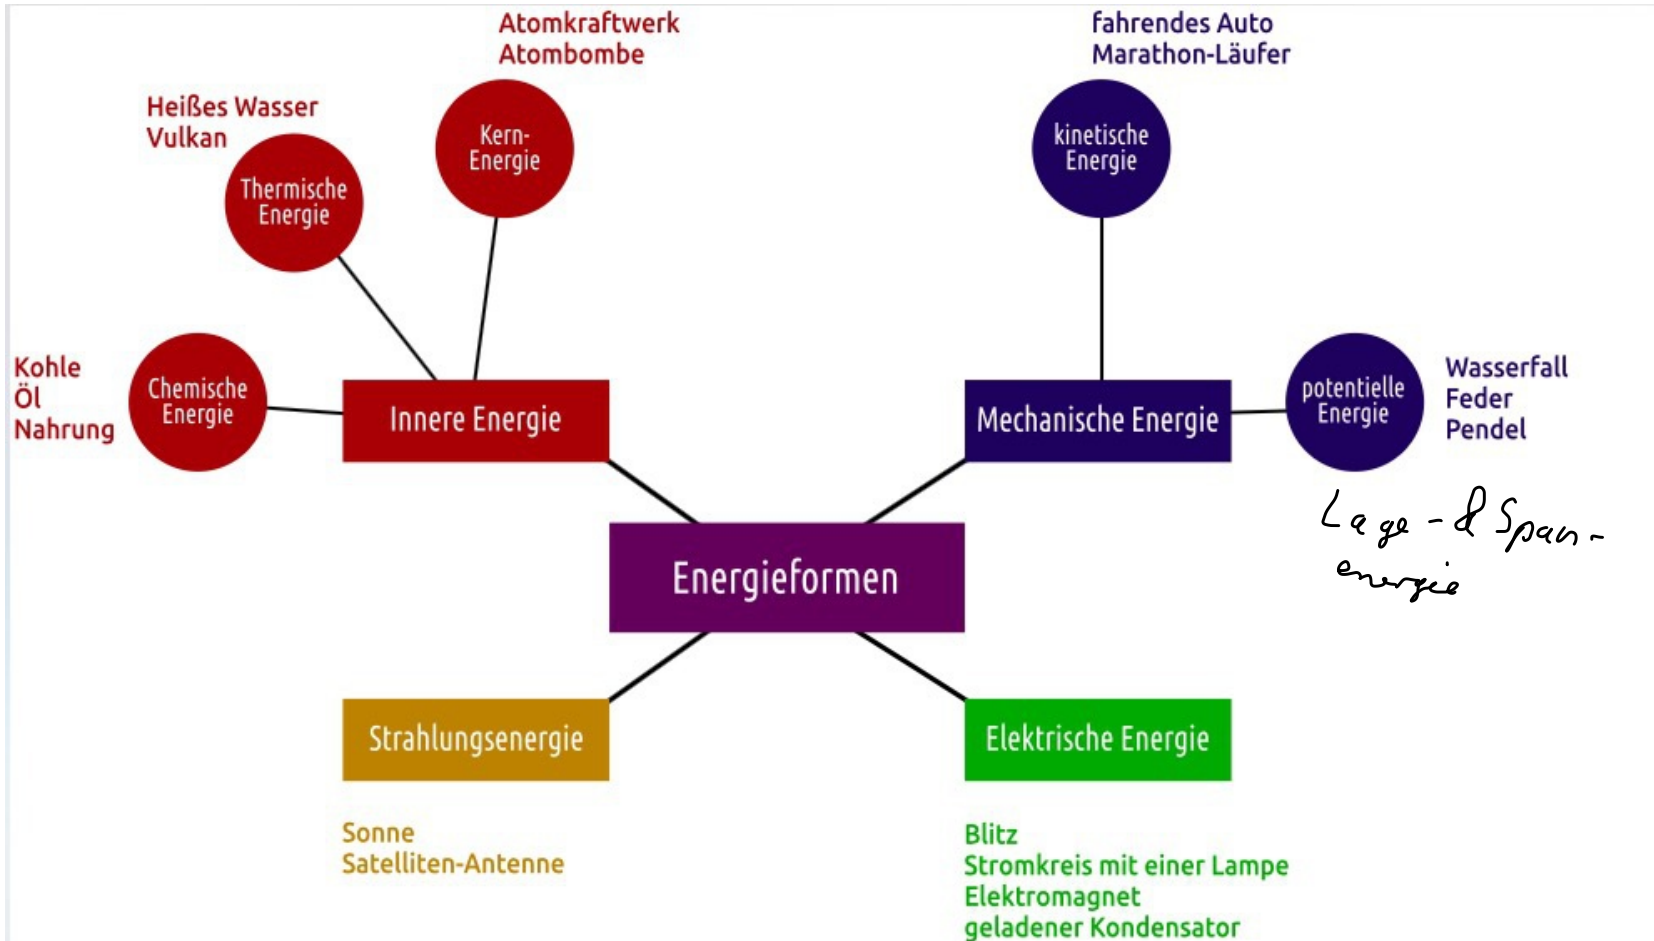 Atomkraftwerk
Atombombe
fahrendes Auto
Marathon-Läufer
Heißes Wasser
Vulkan
Kern-
Energie
kinetische
Energie
Thermische
Energie
Kohle
Öl
Nahrung
Chemische
Energie
Innere Energie
Mechanische Energie
potentielle
Energie
Wasserfall
Feder
Pendel
Lage - & Span-
energie
Energieformen
Strahlungsenergie
Elektrische Energie
Sonne
Satelliten-Antenne
Blitz
Stromkreis mit einer Lampe
Elektromagnet
geladener Kondensator